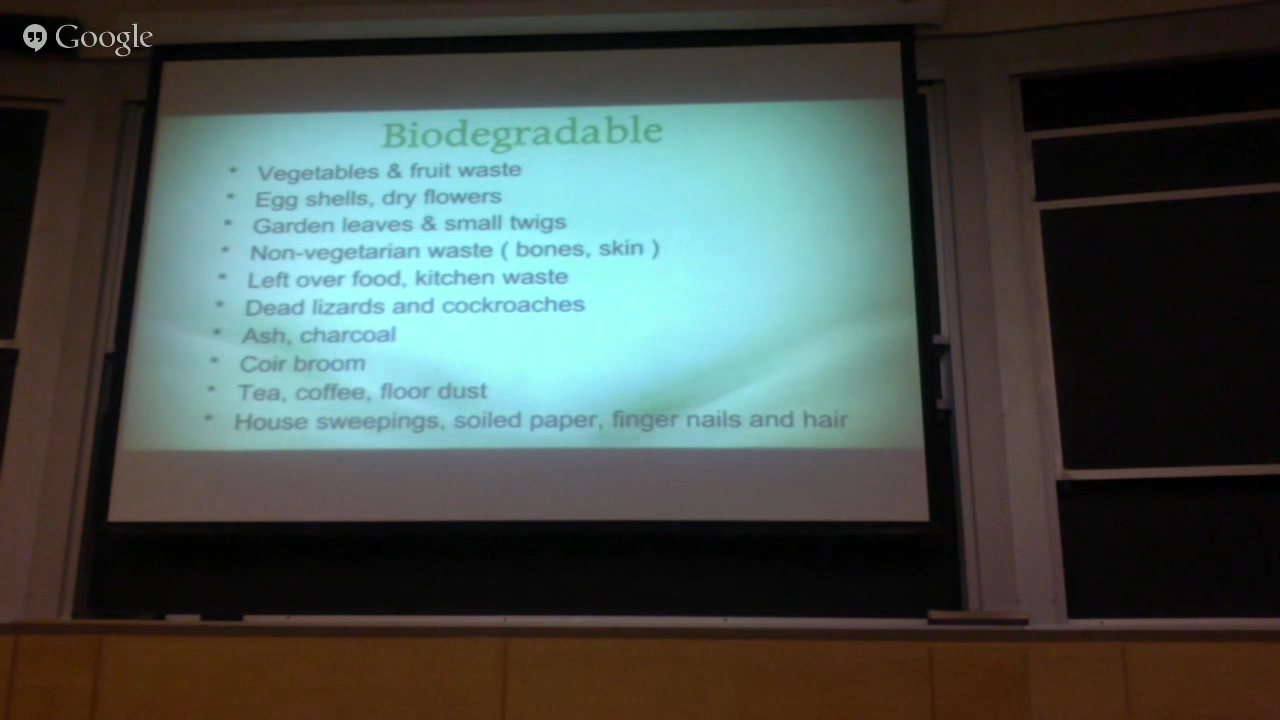 Google
Biodegradable
* Vegetables & fruit waste
* Egg shells, dry flowers
* Garden leaves & small twigs
* Non-vegetarian waste ( bones, skin )
* Left over food, kitchen waste
* Dead lizards and cockroaches
* Ash, charcoal
* Coir broom
* Tea, coffee, floor dust
* House sweepings, soiled paper, finger nails and hair